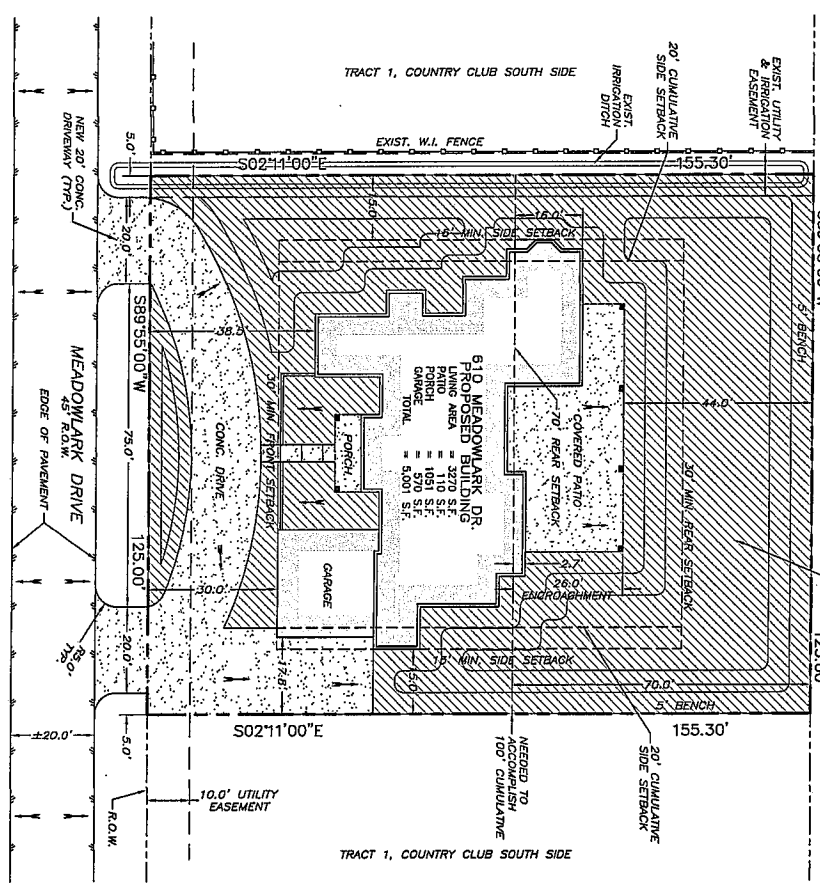 TRACT 1, COUNTRY CLUB SOUTH SIDE
20' CUMULATIVE
SIDE SETBACK
EXIST. UTILITY
& IRRIGATION
EASEMENT
EXIST.
IRRIGATION
DITCH
EXIST. W.I. FENCE
NEW 20' CONC.
DRIVEWAY (TYP.)
5.0'
S02°11'00"E
155.30'
20.0'
15.0'
16.0'
15' MIN. SIDE SETBACK
5' BENCH
S89°55'00"W
38.5'
44.0'
MEADOWLARK DRIVE
45' R.O.W.
EDGE OF PAVEMENT
75.0'
CONC. DRIVE
30' MIN. FRONT SETBACK
PORCH
610 MEADOWLARK DR.
PROPOSED BUILDING
LIVING AREA = 3270 S.F.
PATIO = 110 S.F.
PORCH = 1051 S.F.
GARAGE = 570 S.F.
TOTAL = 5,001 S.F.
70' REAR SETBACK
COVERED PATIO
30' MIN. REAR SETBACK
125.00'
30.0'
GARAGE
2.7'
26.0'
ENCROACHMENT
R5.0'
TYP.
20.0'
17.8'
15.0'
15' MIN. SIDE SETBACK
70.0'
5' BENCH
125.00'
5.0'
S02°11'00"E
155.30'
±20.0'
10.0' UTILITY
EASEMENT
R.O.W.
NEEDED TO
ACCOMPLISH
100' CUMULATIVE
20' CUMULATIVE
SIDE SETBACK
TRACT 1, COUNTRY CLUB SOUTH SIDE